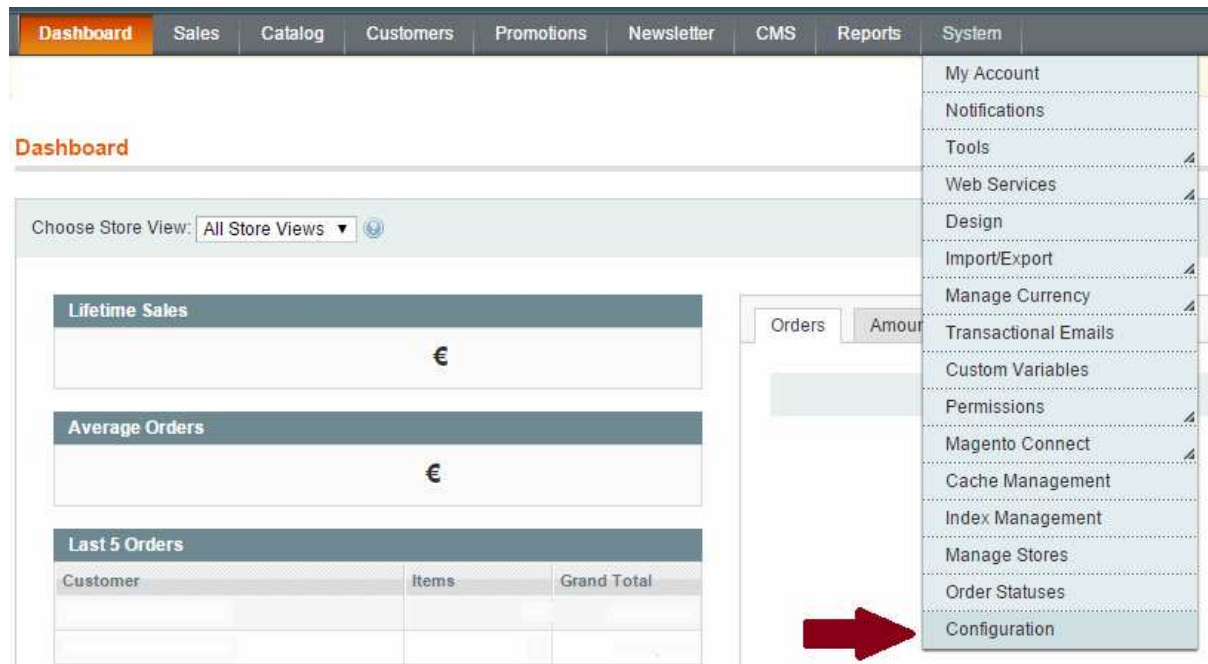 Dashboard Sales Catalog Customers Promotions Newsletter CMS Reports System
My Account
Notifications
Tools
Web Services
Design
Import/Export
Manage Currency
Transactional Emails
Custom Variables
Permissions
Magento Connect
Cache Management
Index Management
Manage Stores
Order Statuses
Configuration
Dashboard
Choose Store View: All Store Views
Lifetime Sales
€
Average Orders
€
Last 5 Orders
Customer Items Grand Total
Orders Amoun